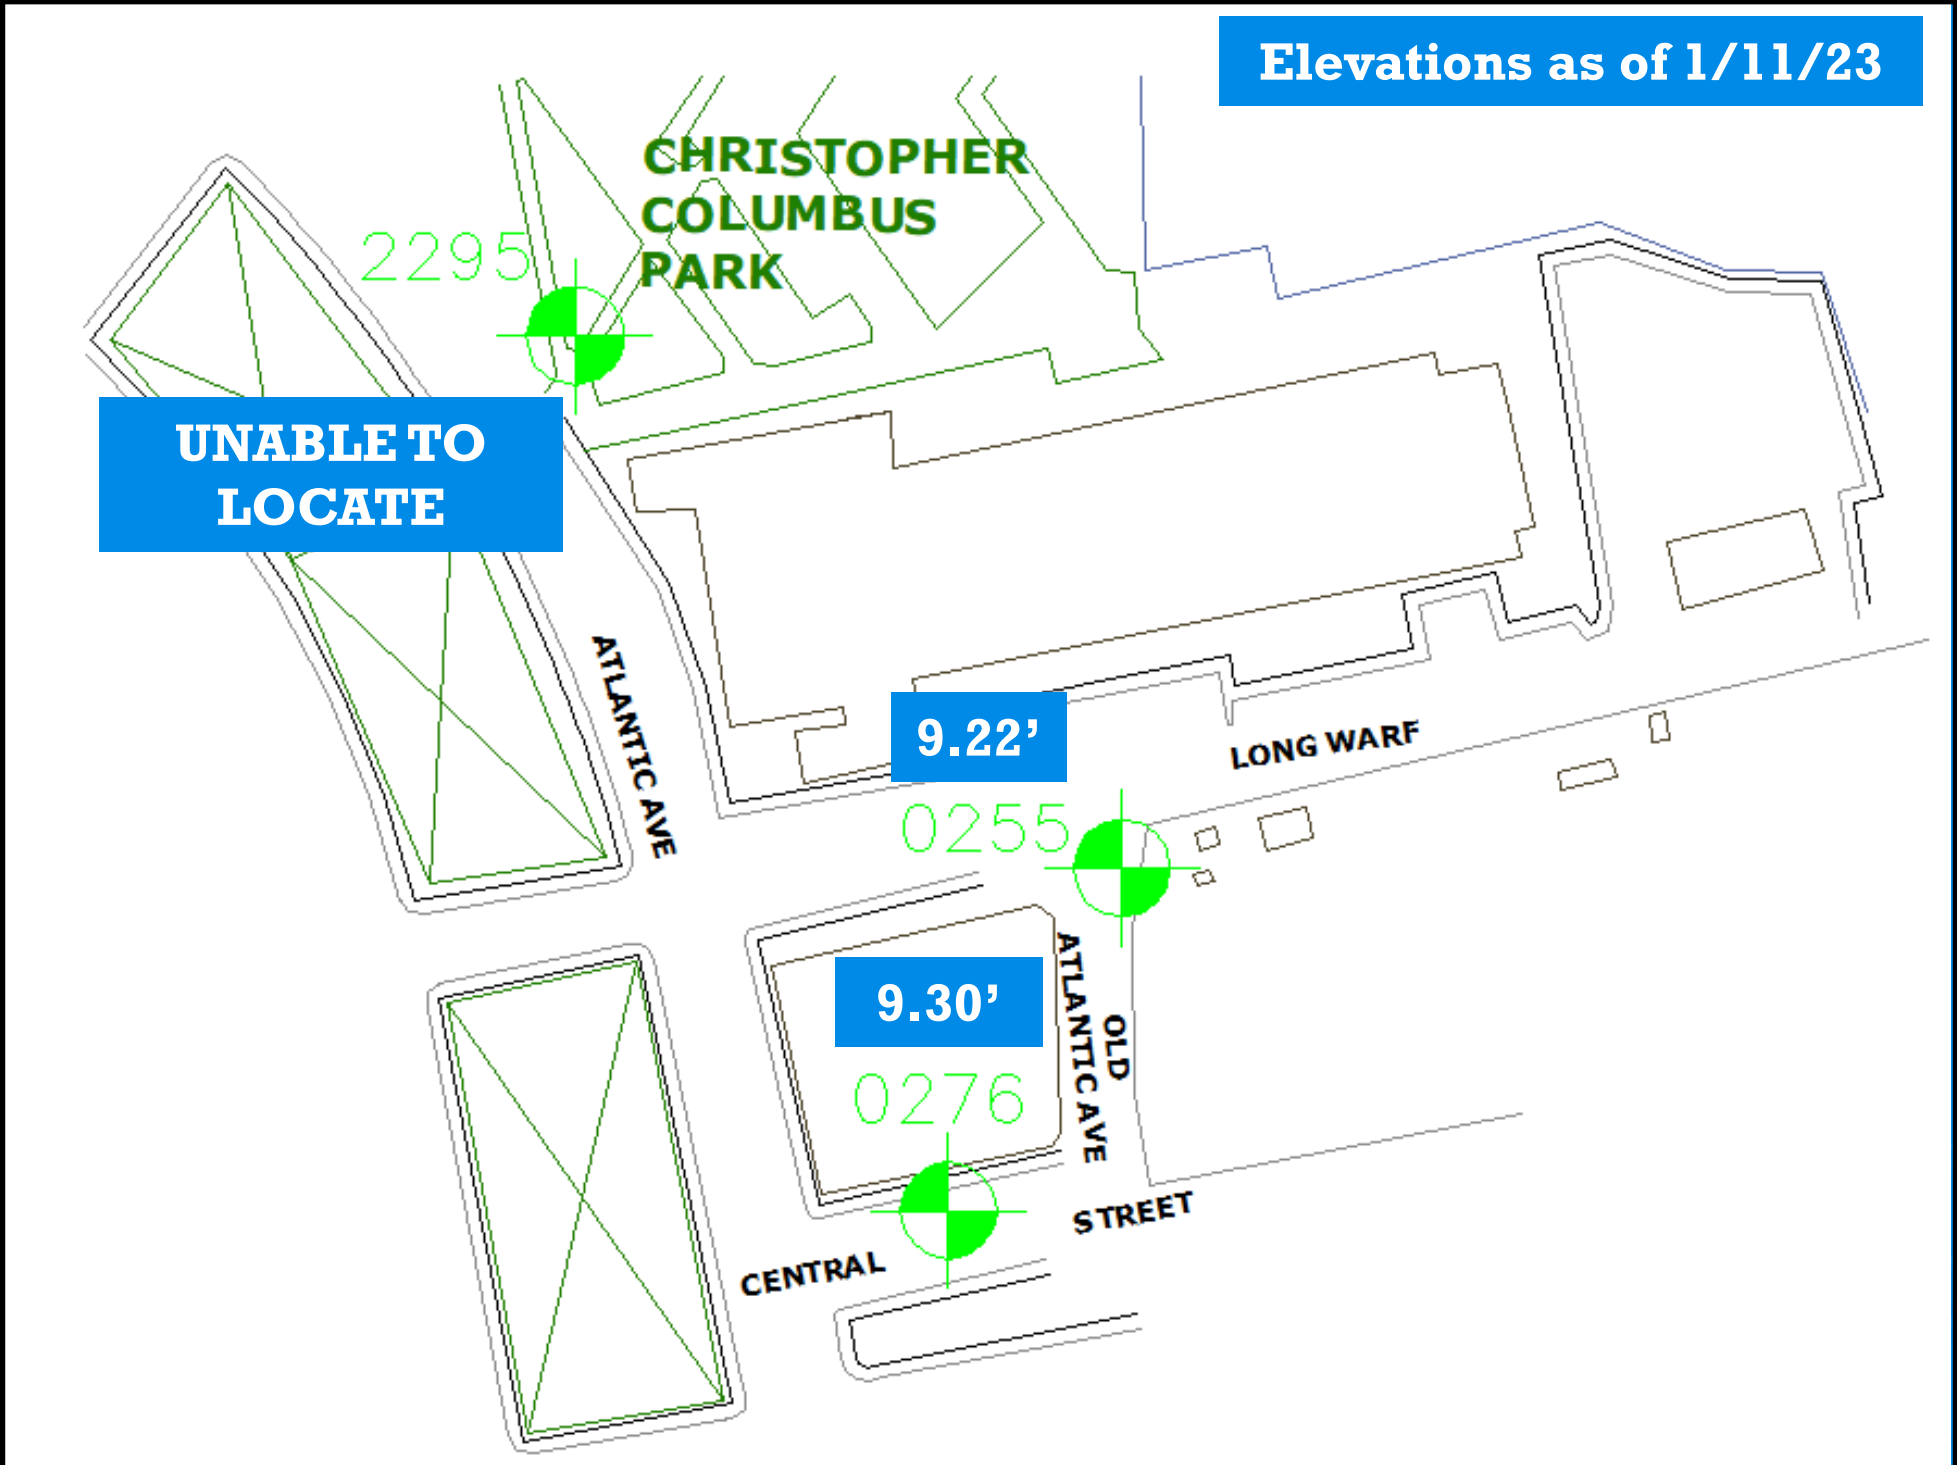 Elevations as of 1/11/23
CHRISTOPHER
COLUMBUS
PARK
2295
UNABLE TO
LOCATE
ATLANTIC AVE
9.22’
LONG WARF
0255
9.30’
OLD
ATLANTIC AVE
0276
CENTRAL
STREET